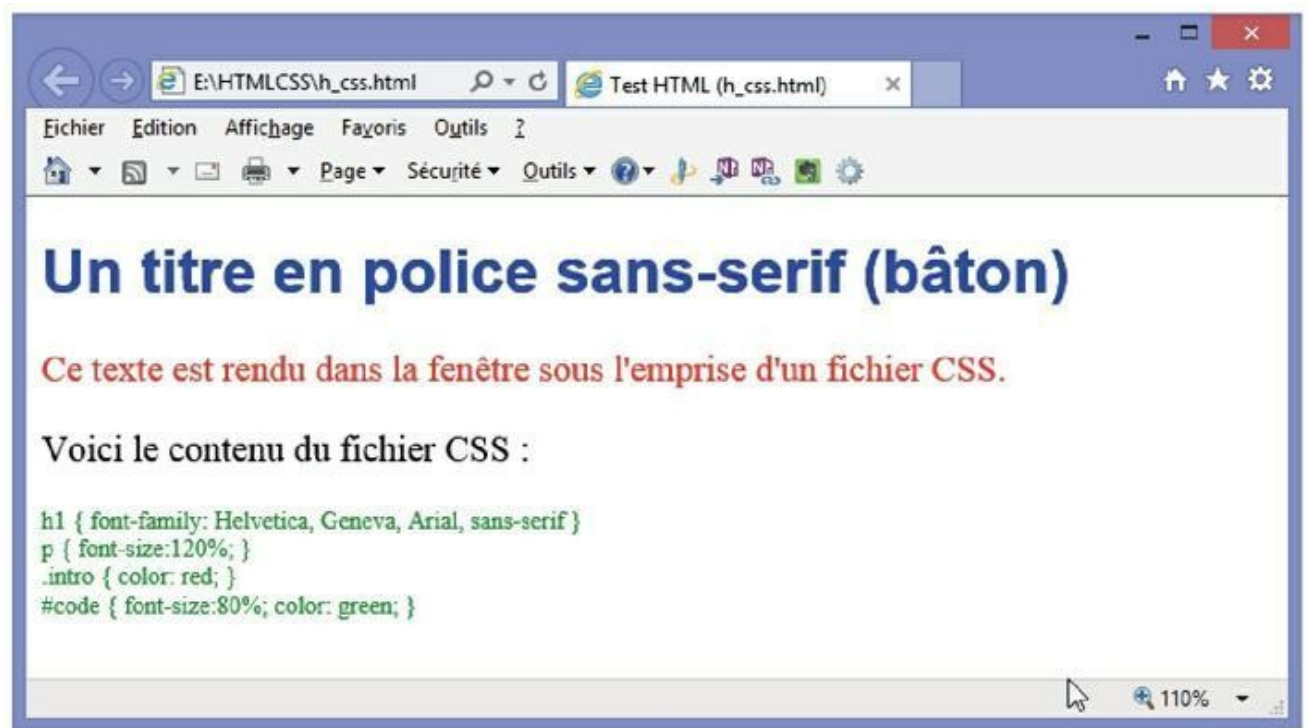 E:\HTMLCSS\h_css.html
Test HTML (h_css.html)
Fichier Edition Affichage Favoris Outils ?
Page Sécurité Outils
Un titre en police sans-serif (bâton)
Ce texte est rendu dans la fenêtre sous l'emprise d'un fichier CSS.
Voici le contenu du fichier CSS :
h1 { font-family: Helvetica, Geneva, Arial, sans-serif }
p { font-size:120%; }
.intro { color: red; }
#code { font-size:80%; color: green; }
110%